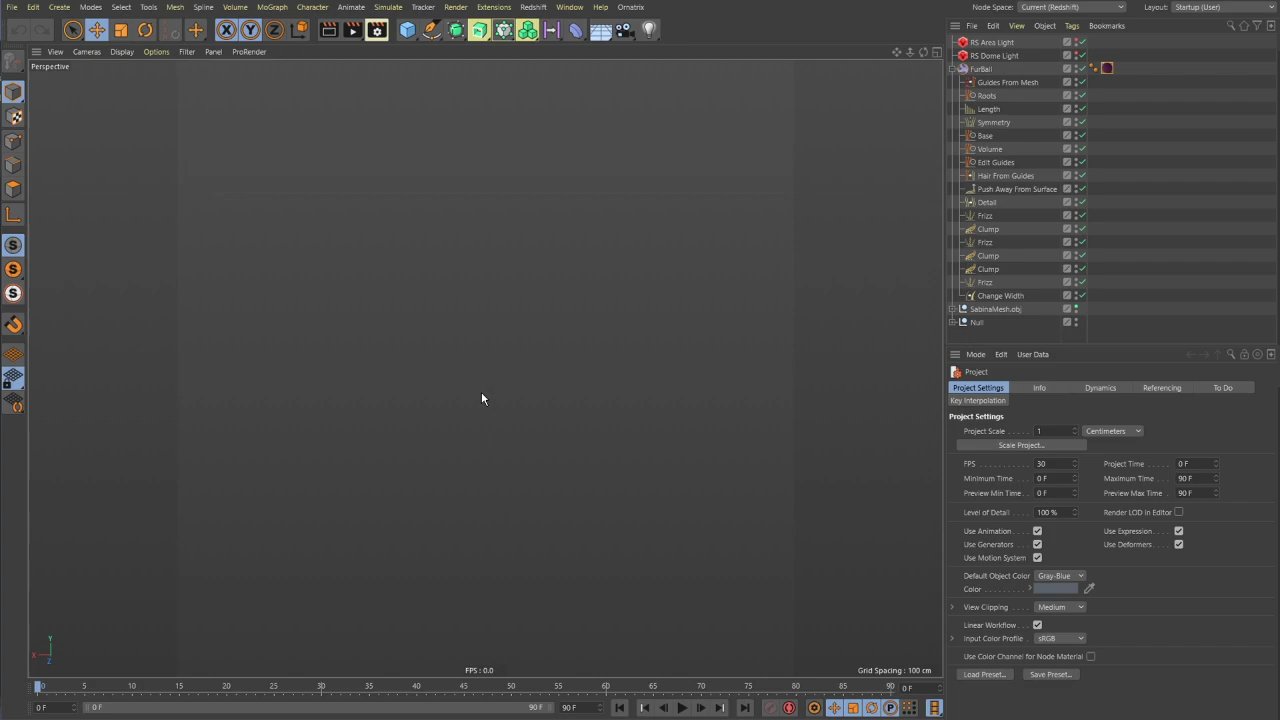 File Edit Create Modes Select Tools Mesh Spline Volume MoGraph Character Animate Simulate Tracker Render Extensions Redshift Window Help Ornatrix Node Space: Current (Redshift) Layout: Startup (User)
View Cameras Display Options Filter Panel ProRender
File Edit View Object Tags Bookmarks
Perspective
RS Area Light
RS Dome Light
FurBall
Guides From Mesh
Roots
Length
Symmetry
Base
Volume
Edit Guides
Hair From Guides
Push Away From Surface
Detail
Frizz
Clump
Frizz
Clump
Clump
Frizz
Change Width
SabinaMesh.obj
Null
Mode Edit User Data
Project
Project Settings Info Dynamics Referencing To Do
Key Interpolation
Project Settings
Project Scale . . . . . 1 Centimeters
Scale Project...
FPS 30 Project Time 0 F
Minimum Time 0 F Maximum Time 90 F
Preview Min Time 0 F Preview Max Time 90 F
Level of Detail 100 % Render LOD in Editor
Use Animation Use Expression
Use Generators Use Deformers
Use Motion System
Default Object Color Gray-Blue
Color
View Clipping Medium
Linear Workflow
Input Color Profile sRGB
Use Color Channel for Node Material
Load Preset... Save Preset...
Y
X
Z
FPS : 0.0
Grid Spacing : 100 cm
0 5 10 15 20 25 30 35 40 45 50 55 60 65 70 75 80 85 90 0 F
0 F 0 F 90 F 90 F